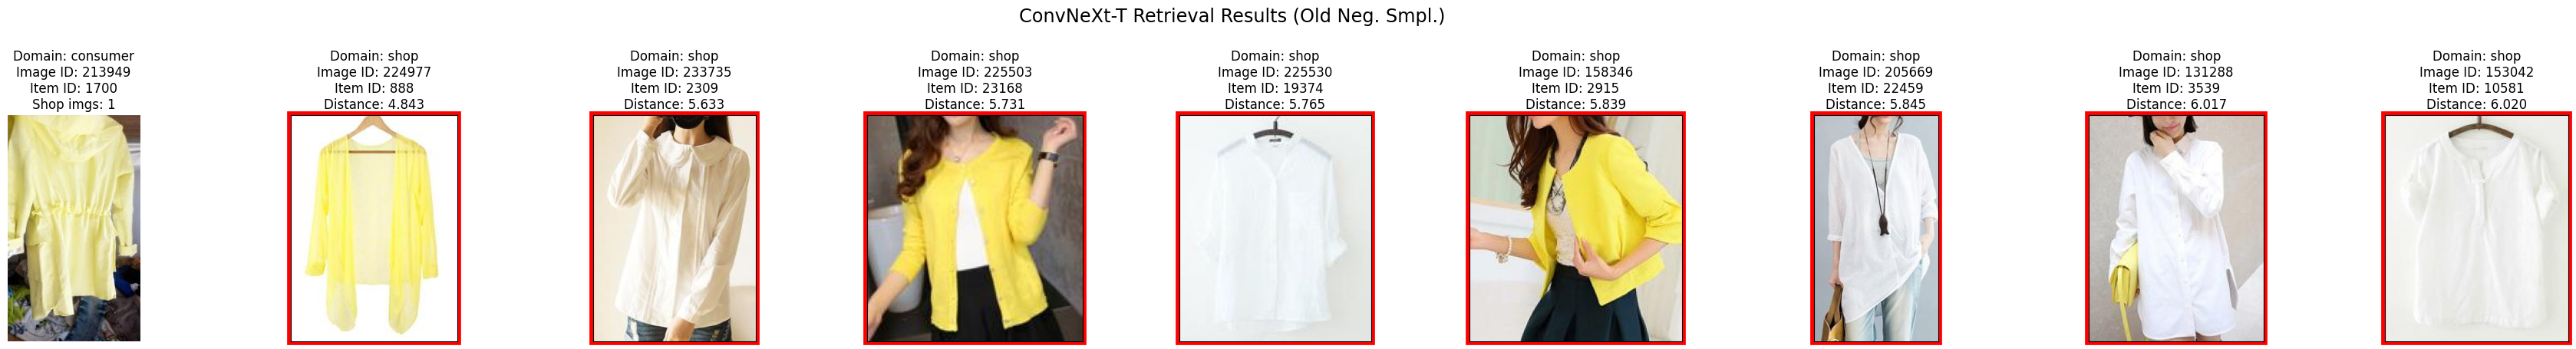 ConvNeXt-T Retrieval Results (Old Neg. Smpl.)
Domain: consumer
Image ID: 213949
Item ID: 1700
Shop imgs: 1
Domain: shop
Image ID: 224977
Item ID: 888
Distance: 4.843
Domain: shop
Image ID: 233735
Item ID: 2309
Distance: 5.633
Domain: shop
Image ID: 225503
Item ID: 23168
Distance: 5.731
Domain: shop
Image ID: 225530
Item ID: 19374
Distance: 5.765
Domain: shop
Image ID: 158346
Item ID: 2915
Distance: 5.839
Domain: shop
Image ID: 205669
Item ID: 22459
Distance: 5.845
Domain: shop
Image ID: 131288
Item ID: 3539
Distance: 6.017
Domain: shop
Image ID: 153042
Item ID: 10581
Distance: 6.020